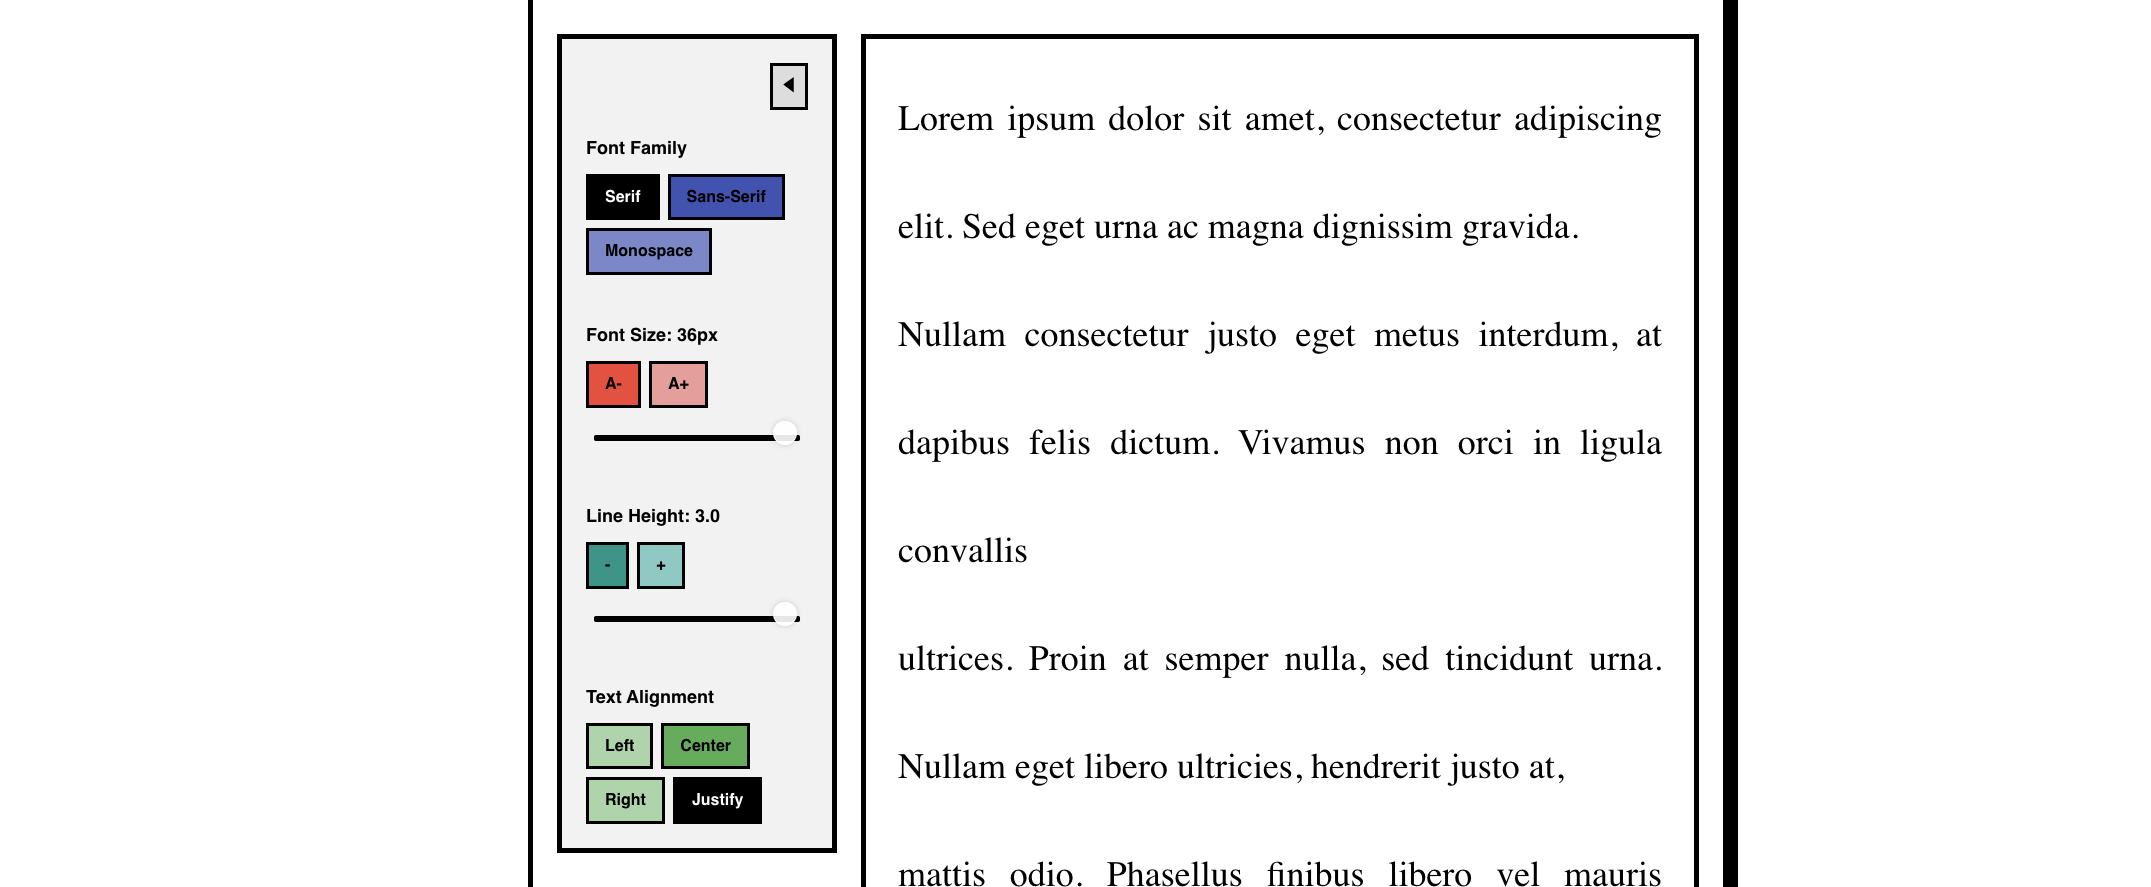 Font Family
Serif
Sans-Serif
Monospace
Font Size: 36px
A-
A+
Line Height: 3.0
-
+
Text Alignment
Left
Center
Right
Justify
Lorem ipsum dolor sit amet, consectetur adipiscing
elit. Sed eget urna ac magna dignissim gravida.
Nullam consectetur justo eget metus interdum, at
dapibus felis dictum. Vivamus non orci in ligula
convallis
ultrices. Proin at semper nulla, sed tincidunt urna.
Nullam eget libero ultricies, hendrerit justo at,
mattis odio. Phasellus finibus libero vel mauris